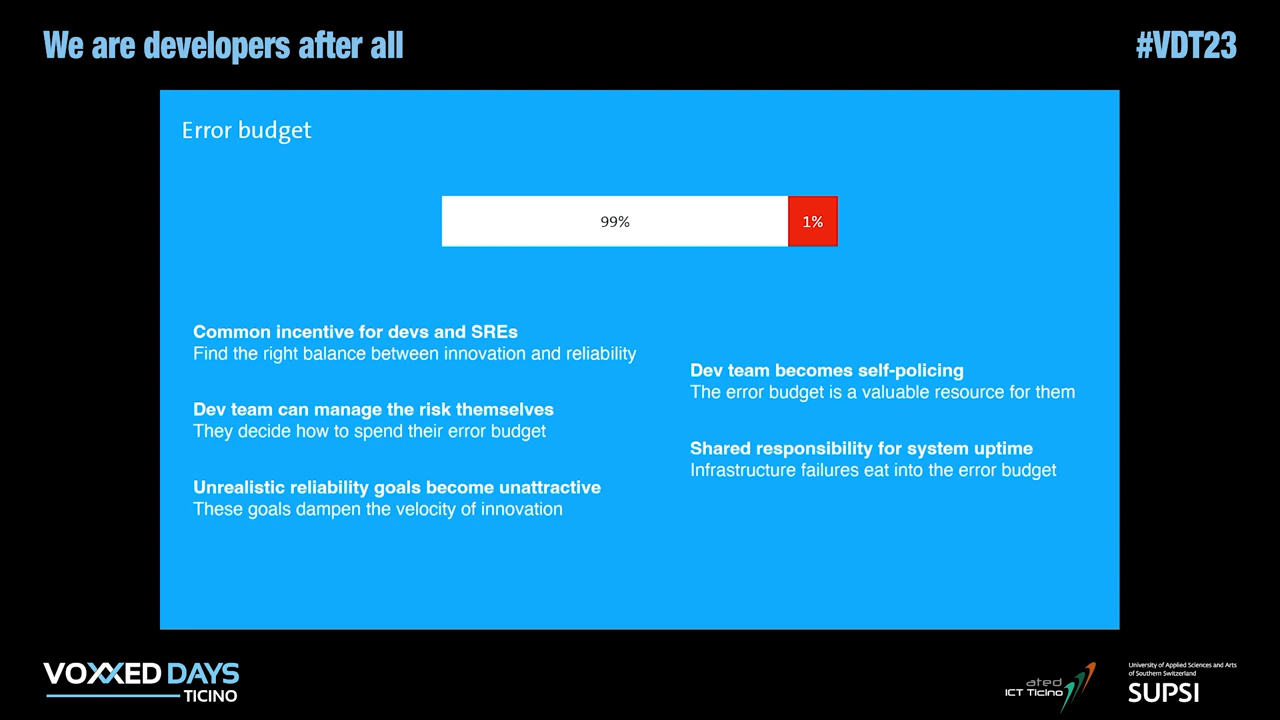 We are developers after all
#VDT23
Error budget
99%
1%
Common incentive for devs and SREs
Find the right balance between innovation and reliability
Dev team can manage the risk themselves
They decide how to spend their error budget
Unrealistic reliability goals become unattractive
These goals dampen the velocity of innovation
Dev team becomes self-policing
The error budget is a valuable resource for them
Shared responsibility for system uptime
Infrastructure failures eat into the error budget
VOXXED DAYS
TICINO
ated
ICT Ticino
University of Applied Sciences and Arts
of Southern Switzerland
SUPSI